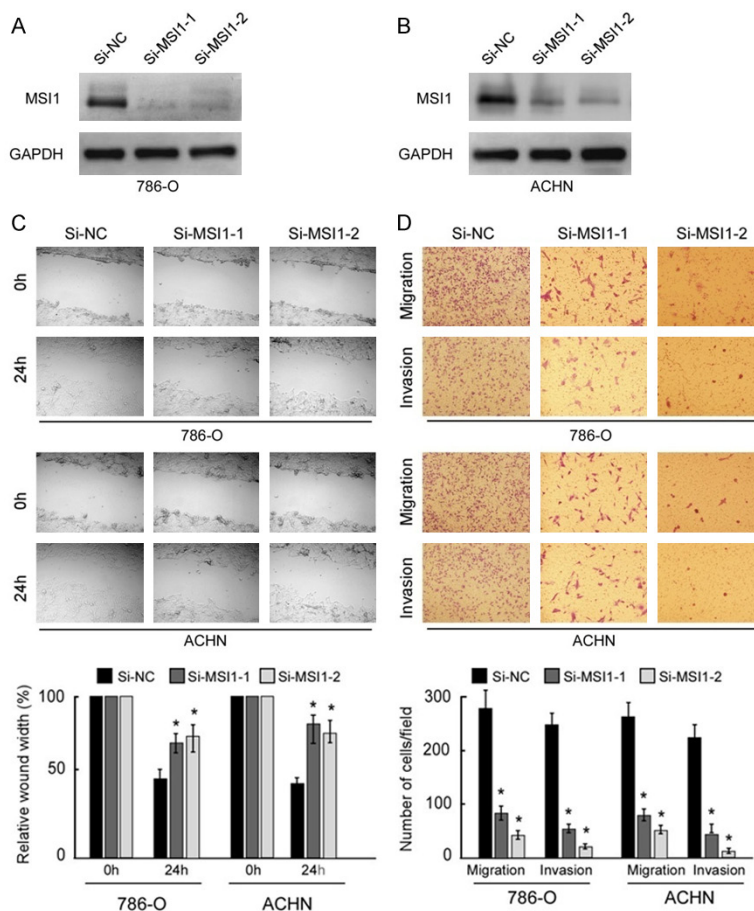 A
Si-NC Si-MSI1-1 Si-MSI1-2
MSI1
GAPDH
786-O
B
Si-NC Si-MSI1-1 Si-MSI1-2
MSI1
GAPDH
ACHN
C
Si-NC Si-MSI1-1 Si-MSI1-2
0h
24h
786-O
0h
24h
ACHN
Si-NC Si-MSI1-1 Si-MSI1-2
Relative wound width (%)
100
50
0
* * * *
0h 24h 0h 24h
786-O ACHN
D
Si-NC Si-MSI1-1 Si-MSI1-2
Migration
Invasion
786-O
Migration
Invasion
ACHN
Si-NC Si-MSI1-1 Si-MSI1-2
Number of cells/field
300
200
100
50
0
* * * * * * * *
Migration Invasion Migration Invasion
786-O ACHN